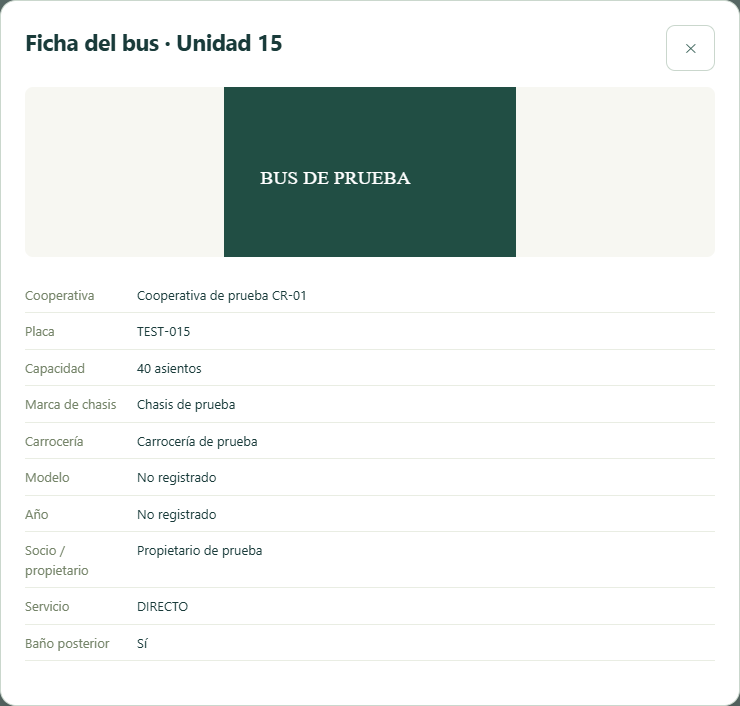 Ficha del bus · Unidad 15
BUS DE PRUEBA
Cooperativa Cooperativa de prueba CR-01
Placa TEST-015
Capacidad 40 asientos
Marca de chasis Chasis de prueba
Carrocería Carrocería de prueba
Modelo No registrado
Año No registrado
Socio / Propietario de prueba
propietario
Servicio DIRECTO
Baño posterior Sí